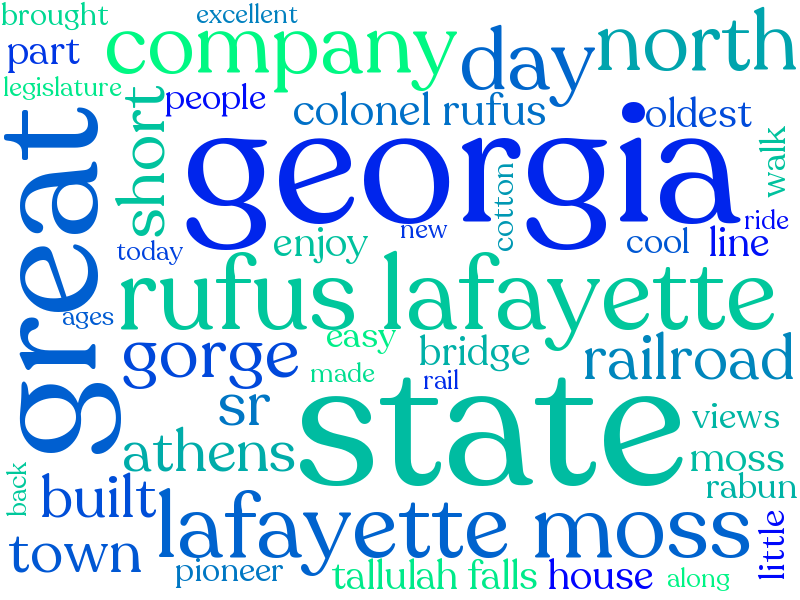 brought
excellent
part
company
day
north
legislature
people
colonel rufus
oldest
great
short
georgia
walk
cotton
new
ride
today
enjoy
cool
line
rufus lafayette
ages
easy
gorge
bridge
railroad
made
rail
sr
state
views
athens
moss
back
built
rabun
lafayette moss
little
town
pioneer
tallulah falls
house
along